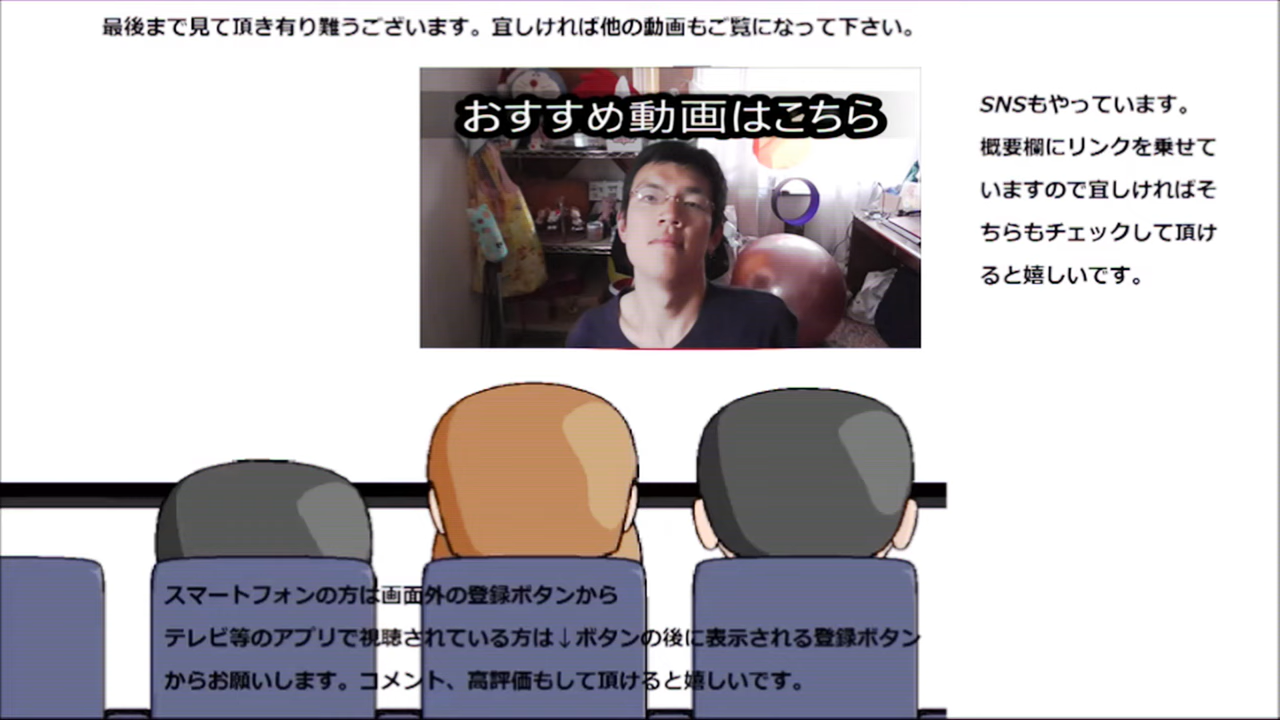 最後まで見て頂き有り難うございます。宜しければ他の動画もご覧になって下さい。
おすすめ動画はこちら
SNSもやっています。
概要欄にリンクを乗せて
いますので宜しければそ
ちらもチェックして頂け
ると嬉しいです。
スマートフォンの方は画面外の登録ボタンから
テレビ等のアプリで視聴されている方は↓ボタンの後に表示される登録ボタン
からお願いします。コメント、高評価もして頂けると嬉しいです。